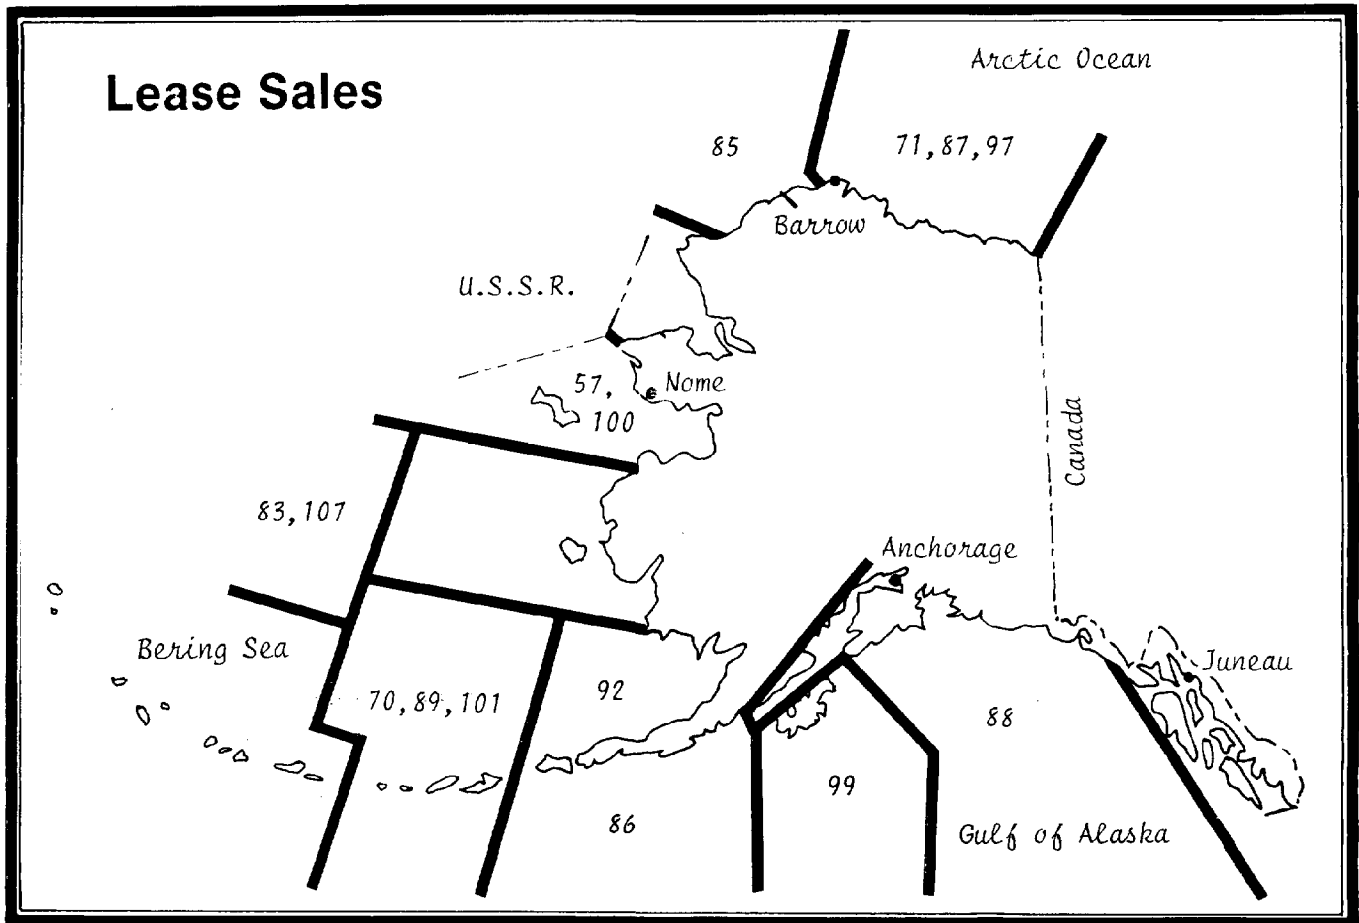 Lease Sales
Arctic Ocean
85
71,87,97
Barrow
U.S.S.R.
57,
100
Nome
Canada
83,107
Anchorage
Bering Sea
70,89,101
92
88
Juneau
99
86
Gulf of Alaska